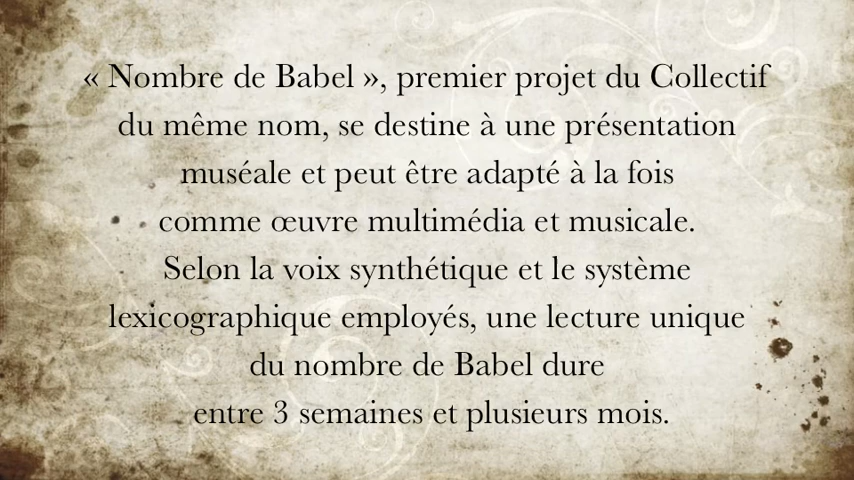 « Nombre de Babel », premier projet du Collectif
du même nom, se destine à une présentation
muséale et peut être adapté à la fois
comme œuvre multimédia et musicale.
Selon la voix synthétique et le système
lexicographique employés, une lecture unique
du nombre de Babel dure
entre 3 semaines et plusieurs mois.